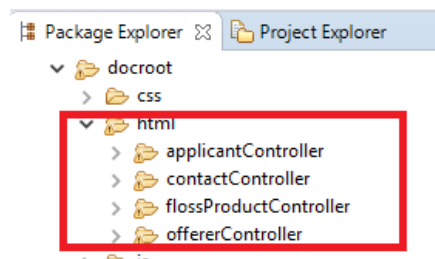 Package Explorer Project Explorer
docroot
css
html
applicantController
contactController
flossProductController
offererController